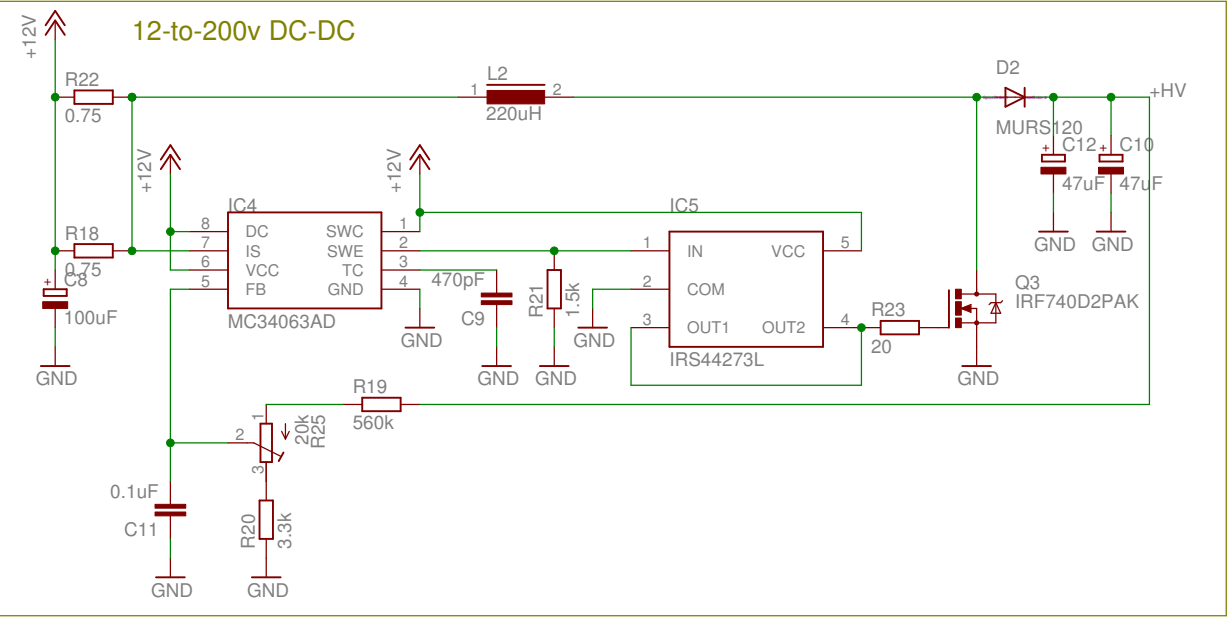 12-to-200v DC-DC
+12V
R22
0.75
L2
1
2
220uH
D2
MURS120
+HV
C12
47uF
C10
47uF
GND
GND
+12V
+12V
R18
0.75
C8
100uF
GND
IC4
8
DC
SWC
1
7
IS
SWE
2
6
VCC
TC
3
5
FB
GND
4
MC34063AD
GND
470pF
C9
GND
R21
1.5k
GND
GND
IC5
1
IN
VCC
5
2
COM
3
OUT1
OUT2
4
IRS44273L
R23
20
Q3
IRF740D2PAK
GND
R19
560k
1
2
3
20k
R25
0.1uF
C11
GND
R20
3.3k
GND